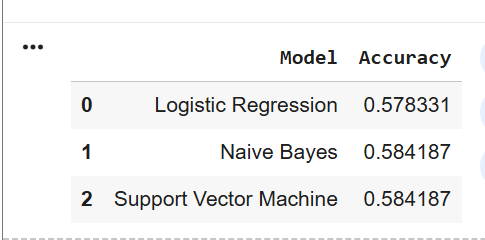 Model Accuracy
0 Logistic Regression 0.578331
1 Naive Bayes 0.584187
2 Support Vector Machine 0.584187